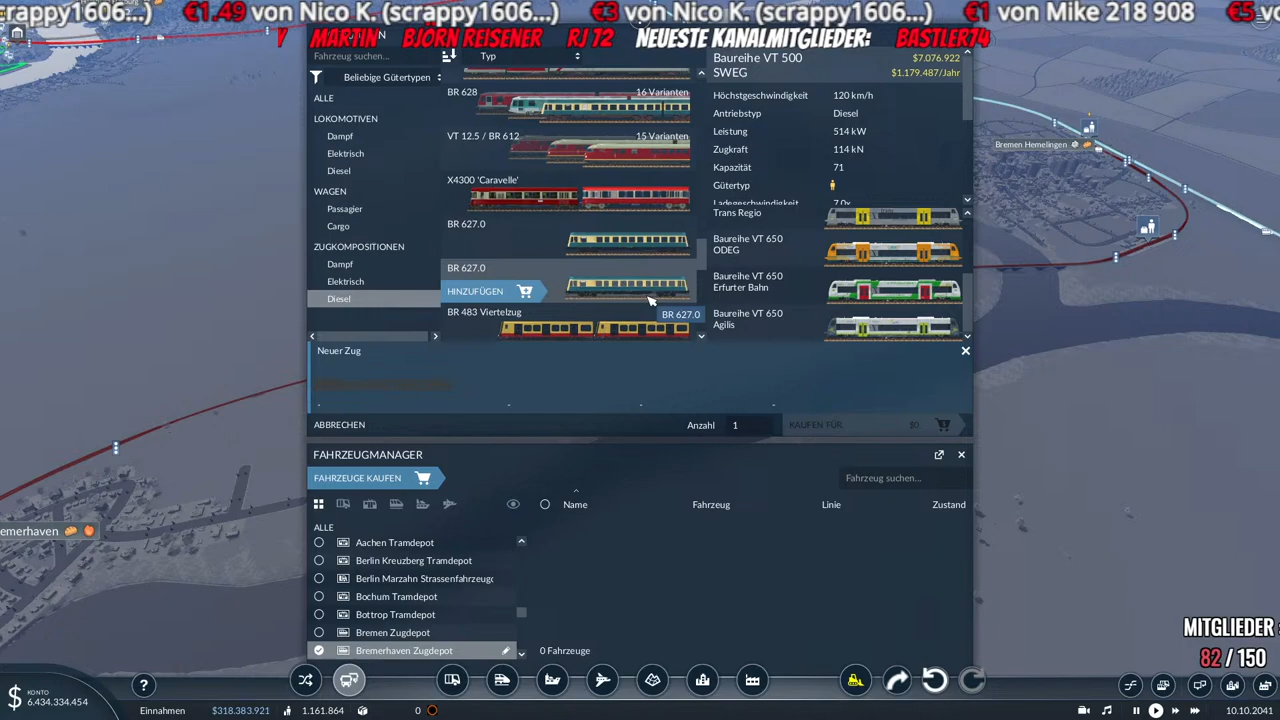 rappy1606...) €1.49 von Nico K. (scrappy1606...) €3 von Nico K. (scrappy1606...) €1 von Mike 218 908 €5 vo
Y MARTIN BJÖRN REISENER RJ 72 NEUESTE KANALMITGLIEDER: BASTLER74
Fahrzeug suchen...
Typ
Beliebige Gütertypen
ALLE
LOKOMOTIVEN
Dampf
Elektrisch
Diesel
WAGEN
Passagier
Cargo
ZUGKOMPOSITIONEN
Dampf
Elektrisch
Diesel
BR 628 16 Varianten
VT 12.5 / BR 612 15 Varianten
X4300 'Caravelle'
BR 627.0
BR 627.0
HINZUFÜGEN
BR 627.0
BR 483 Viertelzug
Baureihe VT 500 $7.076.922
SWEG $1.179.487/Jahr
Höchstgeschwindigkeit 120 km/h
Antriebstyp Diesel
Leistung 514 kW
Zugkraft 114 kN
Kapazität 71
Gütertyp
Ladegeschwindigkeit 7.0x
Trans Regio
Baureihe VT 650
ODEG
Baureihe VT 650
Erfurter Bahn
Baureihe VT 650
Agilis
Bremen Hemelingen
Neuer Zug
- - - -
ABBRECHEN Anzahl 1 KAUFEN FÜR $0
FAHRZEUGMANAGER
FAHRZEUGE KAUFEN Fahrzeug suchen...
Name Fahrzeug Linie Zustand
ALLE
Aachen Tramdepot
Berlin Kreuzberg Tramdepot
Berlin Marzahn Strassenfahrzeug
Bochum Tramdepot
Bottrop Tramdepot
Bremen Zugdepot
Bremerhaven Zugdepot 0 Fahrzeuge
emerhaven
MITGLIEDER
82 / 150
$ KONTO
6.434.334.454
?
Einnahmen $318.383.921 1.161.864 0 10.10.2041